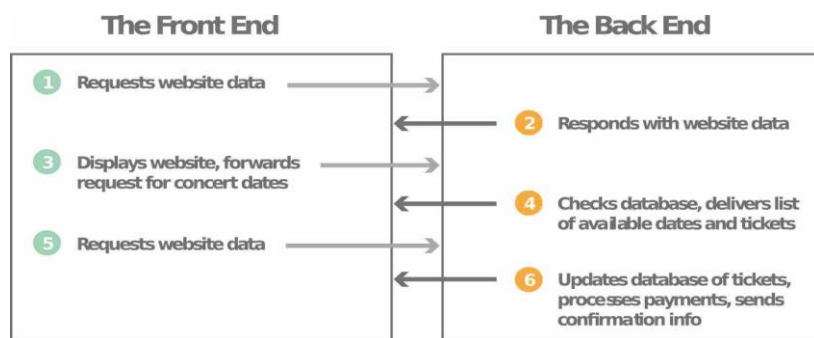 The Front End
The Back End
1 Requests website data
2 Responds with website data
3 Displays website, forwards
request for concert dates
4 Checks database, delivers list
of available dates and tickets
5 Requests website data
6 Updates database of tickets,
processes payments, sends
confirmation info